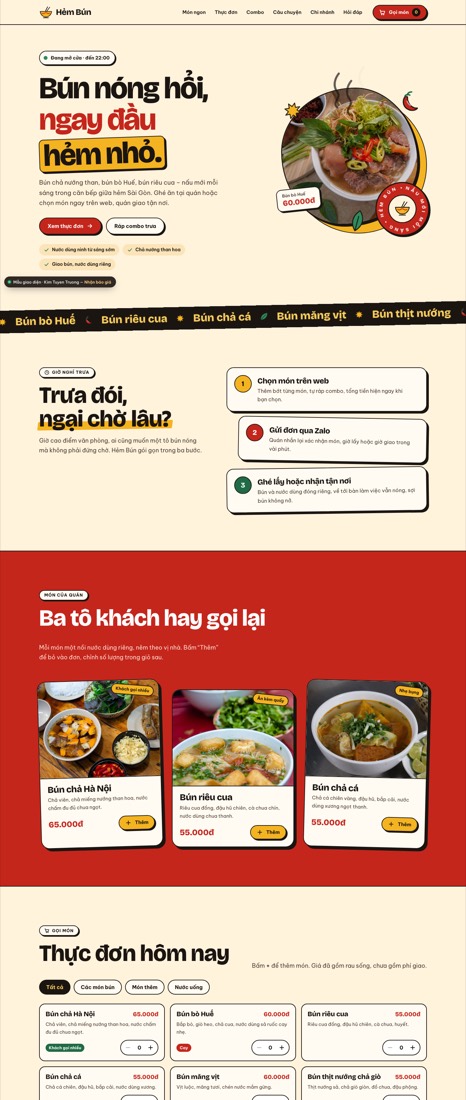 Hẻm Bún
Món ngon Thực đơn Combo Câu chuyện Chi nhánh Hỏi đáp
Gọi món 0
Đang mở cửa · đến 22:00
Bún nóng hổi,
ngay đầu
hẻm nhỏ.
Bún chả nướng than, bún bò Huế, bún riêu cua – nấu mới mỗi
sáng trong căn bếp giữa hẻm Sài Gòn. Ghé ăn tại quán hoặc
chọn món ngay trên web, quán giao tận nơi.
Xem thực đơn →
Ráp combo trưa
Nước dùng ninh từ sáng sớm
Chả nướng than hoa
Giao bún, nước dùng riêng
Bún bò Huế
60.000đ
HẺM BÚN
Mẫu giao diện · Kim Tuyen Truong – Nhận báo giá
Bún bò Huế Bún riêu cua Bún chả cá Bún măng vịt Bún thịt nướng
GIỜ NGHỈ TRƯA
Trưa đói,
ngại chờ lâu?
Giờ cao điểm văn phòng, ai cũng muốn một tô bún nóng
mà không phải đứng chờ. Hẻm Bún gói gọn trong ba bước.
1
Chọn món trên web
Thêm bớt từng món, tự ráp combo, tổng tiền hiện ngay khi
bạn chọn.
2
Gửi đơn qua Zalo
Quán nhắn lại xác nhận món, giờ lấy hoặc giờ giao trong
vài phút.
3
Ghé lấy hoặc nhận tận nơi
Bún và nước dùng đóng riêng, về tới bàn làm việc vẫn nóng, sợi
bún không nở.
MÓN CỦA QUÁN
Ba tô khách hay gọi lại
Mỗi món một nồi nước dùng riêng, nêm theo vị nhà. Bấm "Thêm"
để bỏ vào đơn, chỉnh số lượng trong giỏ sau.
Khách gọi nhiều
Bún chả Hà Nội
Chả viên, chả miếng nướng than hoa, nước
chấm đu đủ chua ngọt.
65.000đ
+ Thêm
Ăn kèm quẩy
Bún riêu cua
Riêu cua đồng, đậu hũ chiên, cà chua chín,
nước dùng chua thanh.
55.000đ
+ Thêm
Nhẹ bụng
Bún chả cá
Chả cá chiên vàng, đậu hũ, bắp cải, nước
dùng xương ngọt thanh.
55.000đ
+ Thêm
GỌI MÓN
Thực đơn hôm nay
Bấm + để thêm món. Giá đã gồm rau sống, chưa gồm phí giao.
Tất cả
Các món bún
Món thêm
Nước uống
Bún chả Hà Nội 65.000đ
Chả viên, chả miếng nướng than hoa, nước chấm
đu đủ chua ngọt.
Khách gọi nhiều
− 0 +
Bún bò Huế 60.000đ
Bắp bò, giò heo, chả cua, nước dùng sả ruốc cay
nhẹ.
Cay
− 0 +
Bún riêu cua 55.000đ
Riêu cua đồng, đậu hũ chiên, cà chua, huyết.
− 0 +
Bún chả cá 55.000đ
Chả cá chiên, đậu hũ, bắp cải, nước dùng xương.
Bún măng vịt 60.000đ
Vịt luộc, măng tươi, chén nước mắm gừng.
Bún thịt nướng chả giò 55.000đ
Thịt nướng sả, chả giò giòn, đồ chua, đậu phộng.